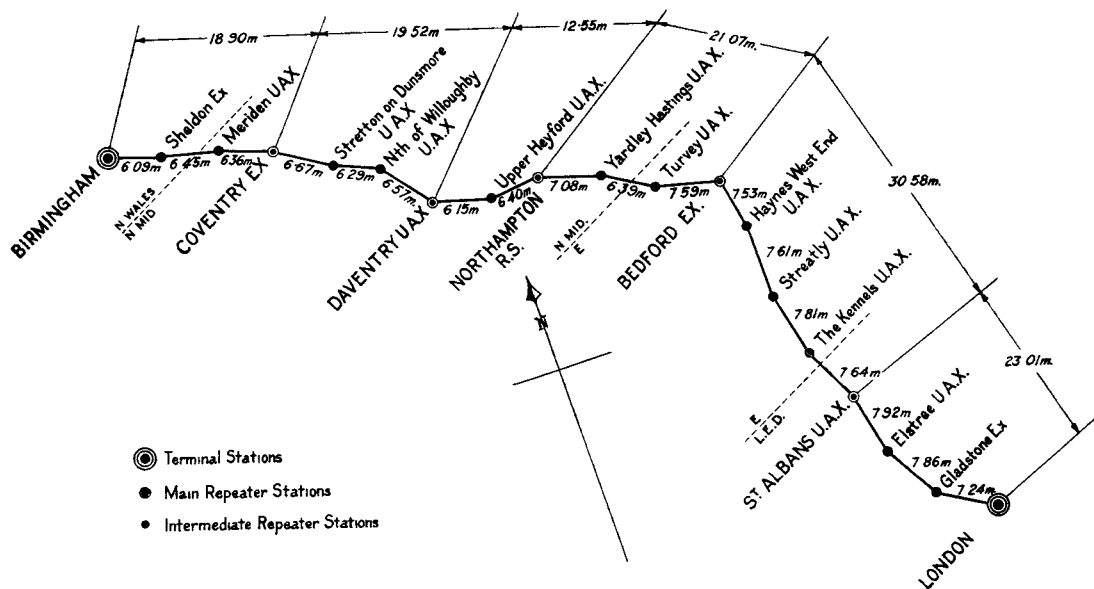 18·90m
19·52m
12·55m
21·07m.
30·58m.
23·01m.
BIRMINGHAM
6·09m
Sheldon Ex
6·45m
N WALES
N MID
Meriden UAX
6·36m
COVENTRY EX
6·67m
Stretton on Dunsmore
U A X
6·29m
Nth of Willoughby
U.A.X
6·57m.
DAVENTRY U.A.X
6·15m
Upper Heyford U.A.X.
6·40m
NORTHAMPTON
R.S.
7·08m
Yardley Hastings U.A.X.
6·39m
N MID.
E
Turvey U.A.X.
7·59m
BEDFORD EX.
7·53m
Haynes West End
U.A.X.
7·61m
Streatly U.A.X.
7·81m
The Kennels U.A.X.
E
L.E.D.
7·64m
ST ALBANS U.A.X.
7·92m
Elstree U.A.X.
7·86m
Gladstone Ex
7·24m
LONDON
N
Terminal Stations
Main Repeater Stations
Intermediate Repeater Stations